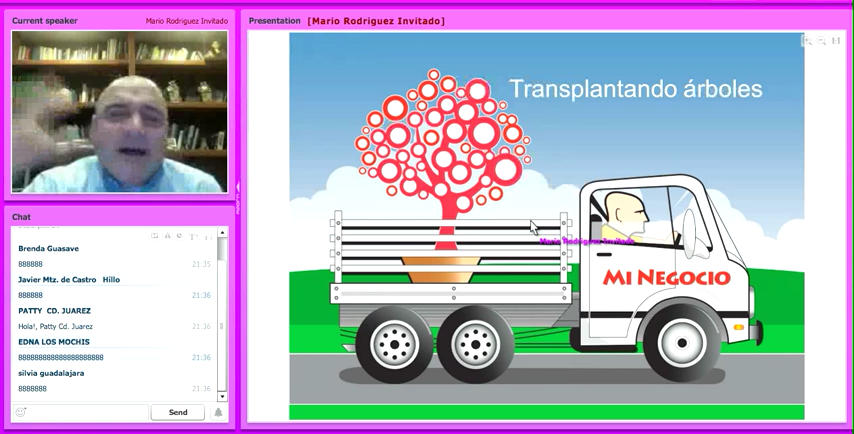 Current speaker
Mario Rodriguez Invitado
Presentation [Mario Rodriguez Invitado]
Transplantando árboles
Mario Rodriguez Invitado
MI NEGOCIO
Chat
Brenda Guasave
888888 21:35
Javier Mtz. de Castro Hillo
888888 21:36
PATTY CD. JUAREZ
Hola!, Patty Cd. Juarez 21:36
EDNA LOS MOCHIS
888888888888888888888 21:36
silvia guadalajara
8888888 21:36
Send